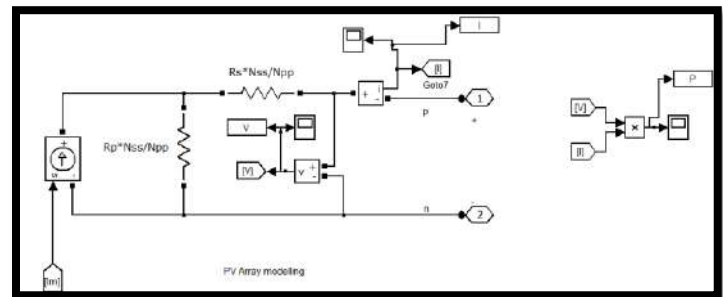 I
Rs*Nss/Npp
[I]
Goto7
+ i
-
1
P
+
P
[V]
×
[I]
V
Rp*Nss/Npp
[V]
v +
-
+
s -
n
2
-
PV Array modelling
[Im]